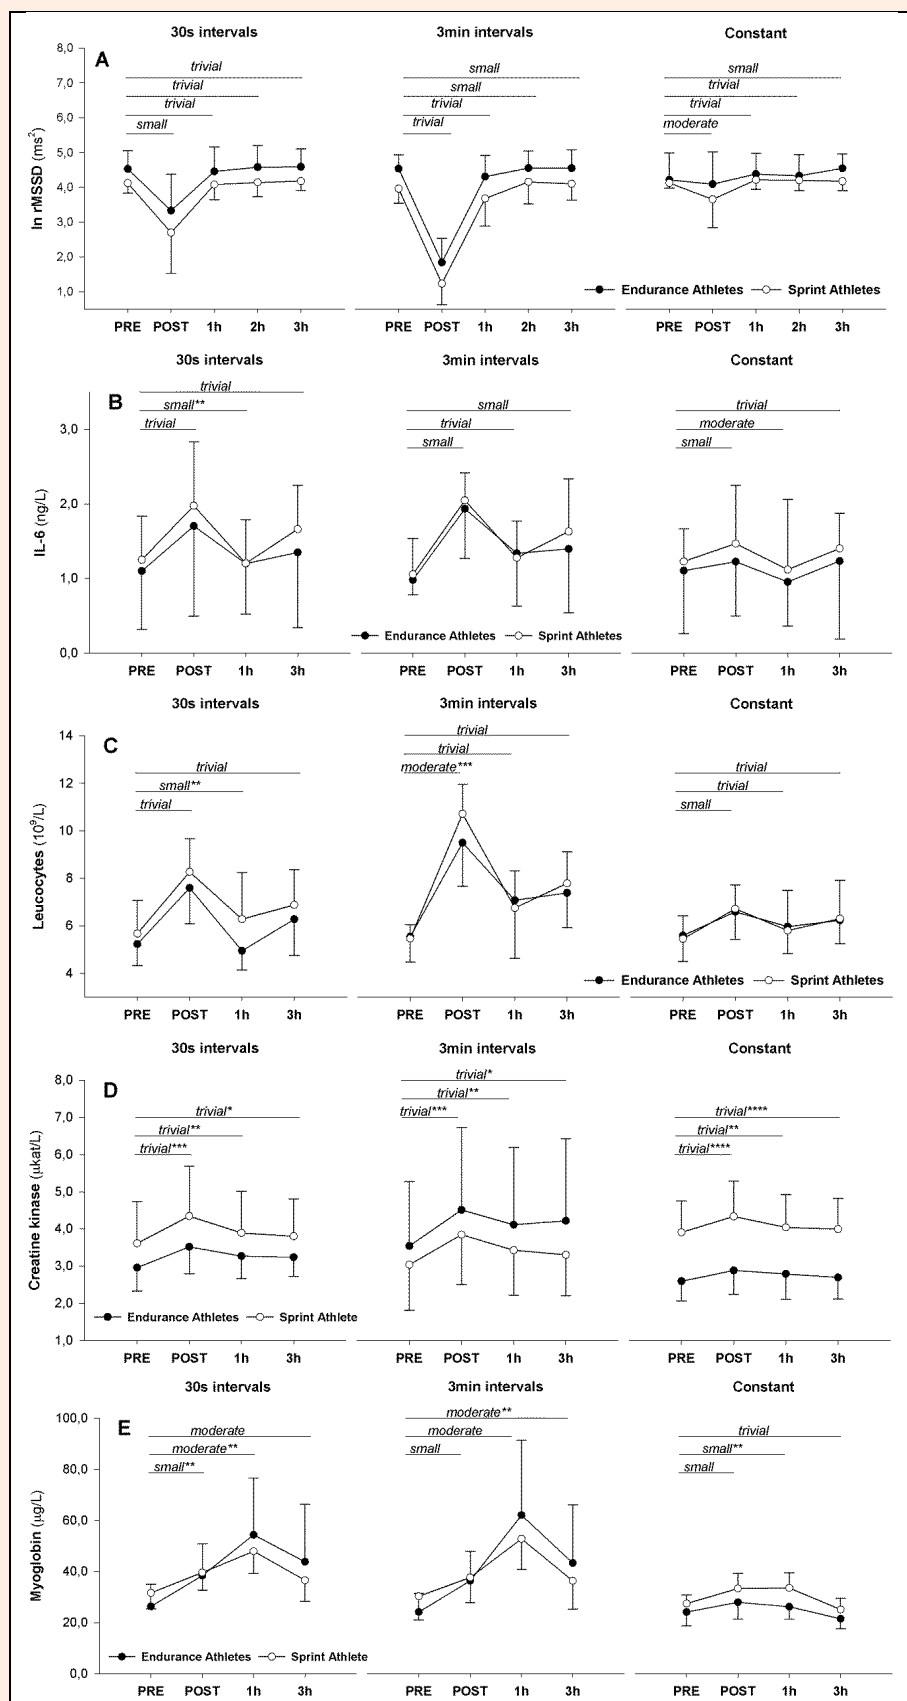 30s intervals 3min intervals Constant
A
8,0
7,0
6,0
5,0
4,0
3,0
2,0
1,0
ln rMSSD (ms²)
trivial
trivial
trivial
small
small
small
trivial
trivial
small
trivial
trivial
moderate
Endurance Athletes Sprint Athletes
PRE POST 1h 2h 3h PRE POST 1h 2h 3h PRE POST 1h 2h 3h
30s intervals 3min intervals Constant
B
3,0
2,0
1,0
0,0
IL-6 (ng/L)
trivial
small**
trivial
small
trivial
small
trivial
moderate
small
Endurance Athletes Sprint Athletes
PRE POST 1h 3h PRE POST 1h 3h PRE POST 1h 3h
30s intervals 3min intervals Constant
C
14
12
10
8
6
4
Leucocytes (10⁹/L)
trivial
small**
trivial
trivial
trivial
moderate***
trivial
trivial
small
Endurance Athletes Sprint Athletes
PRE POST 1h 3h PRE POST 1h 3h PRE POST 1h 3h
30s intervals 3min intervals Constant
D
8,0
7,0
6,0
5,0
4,0
3,0
2,0
1,0
Creatine kinase (μkat/L)
trivial*
trivial**
trivial***
trivial*
trivial**
trivial***
trivial****
trivial**
trivial****
Endurance Athletes Sprint Athlete
PRE POST 1h 3h PRE POST 1h 3h PRE POST 1h 3h
30s intervals 3min intervals Constant
E
100,0
80,0
60,0
40,0
20,0
0,0
Myoglobin (μg/L)
moderate
moderate**
small**
moderate**
moderate
small
trivial
small**
small
Endurance Athletes Sprint Athlete
PRE POST 1h 3h PRE POST 1h 3h PRE POST 1h 3h